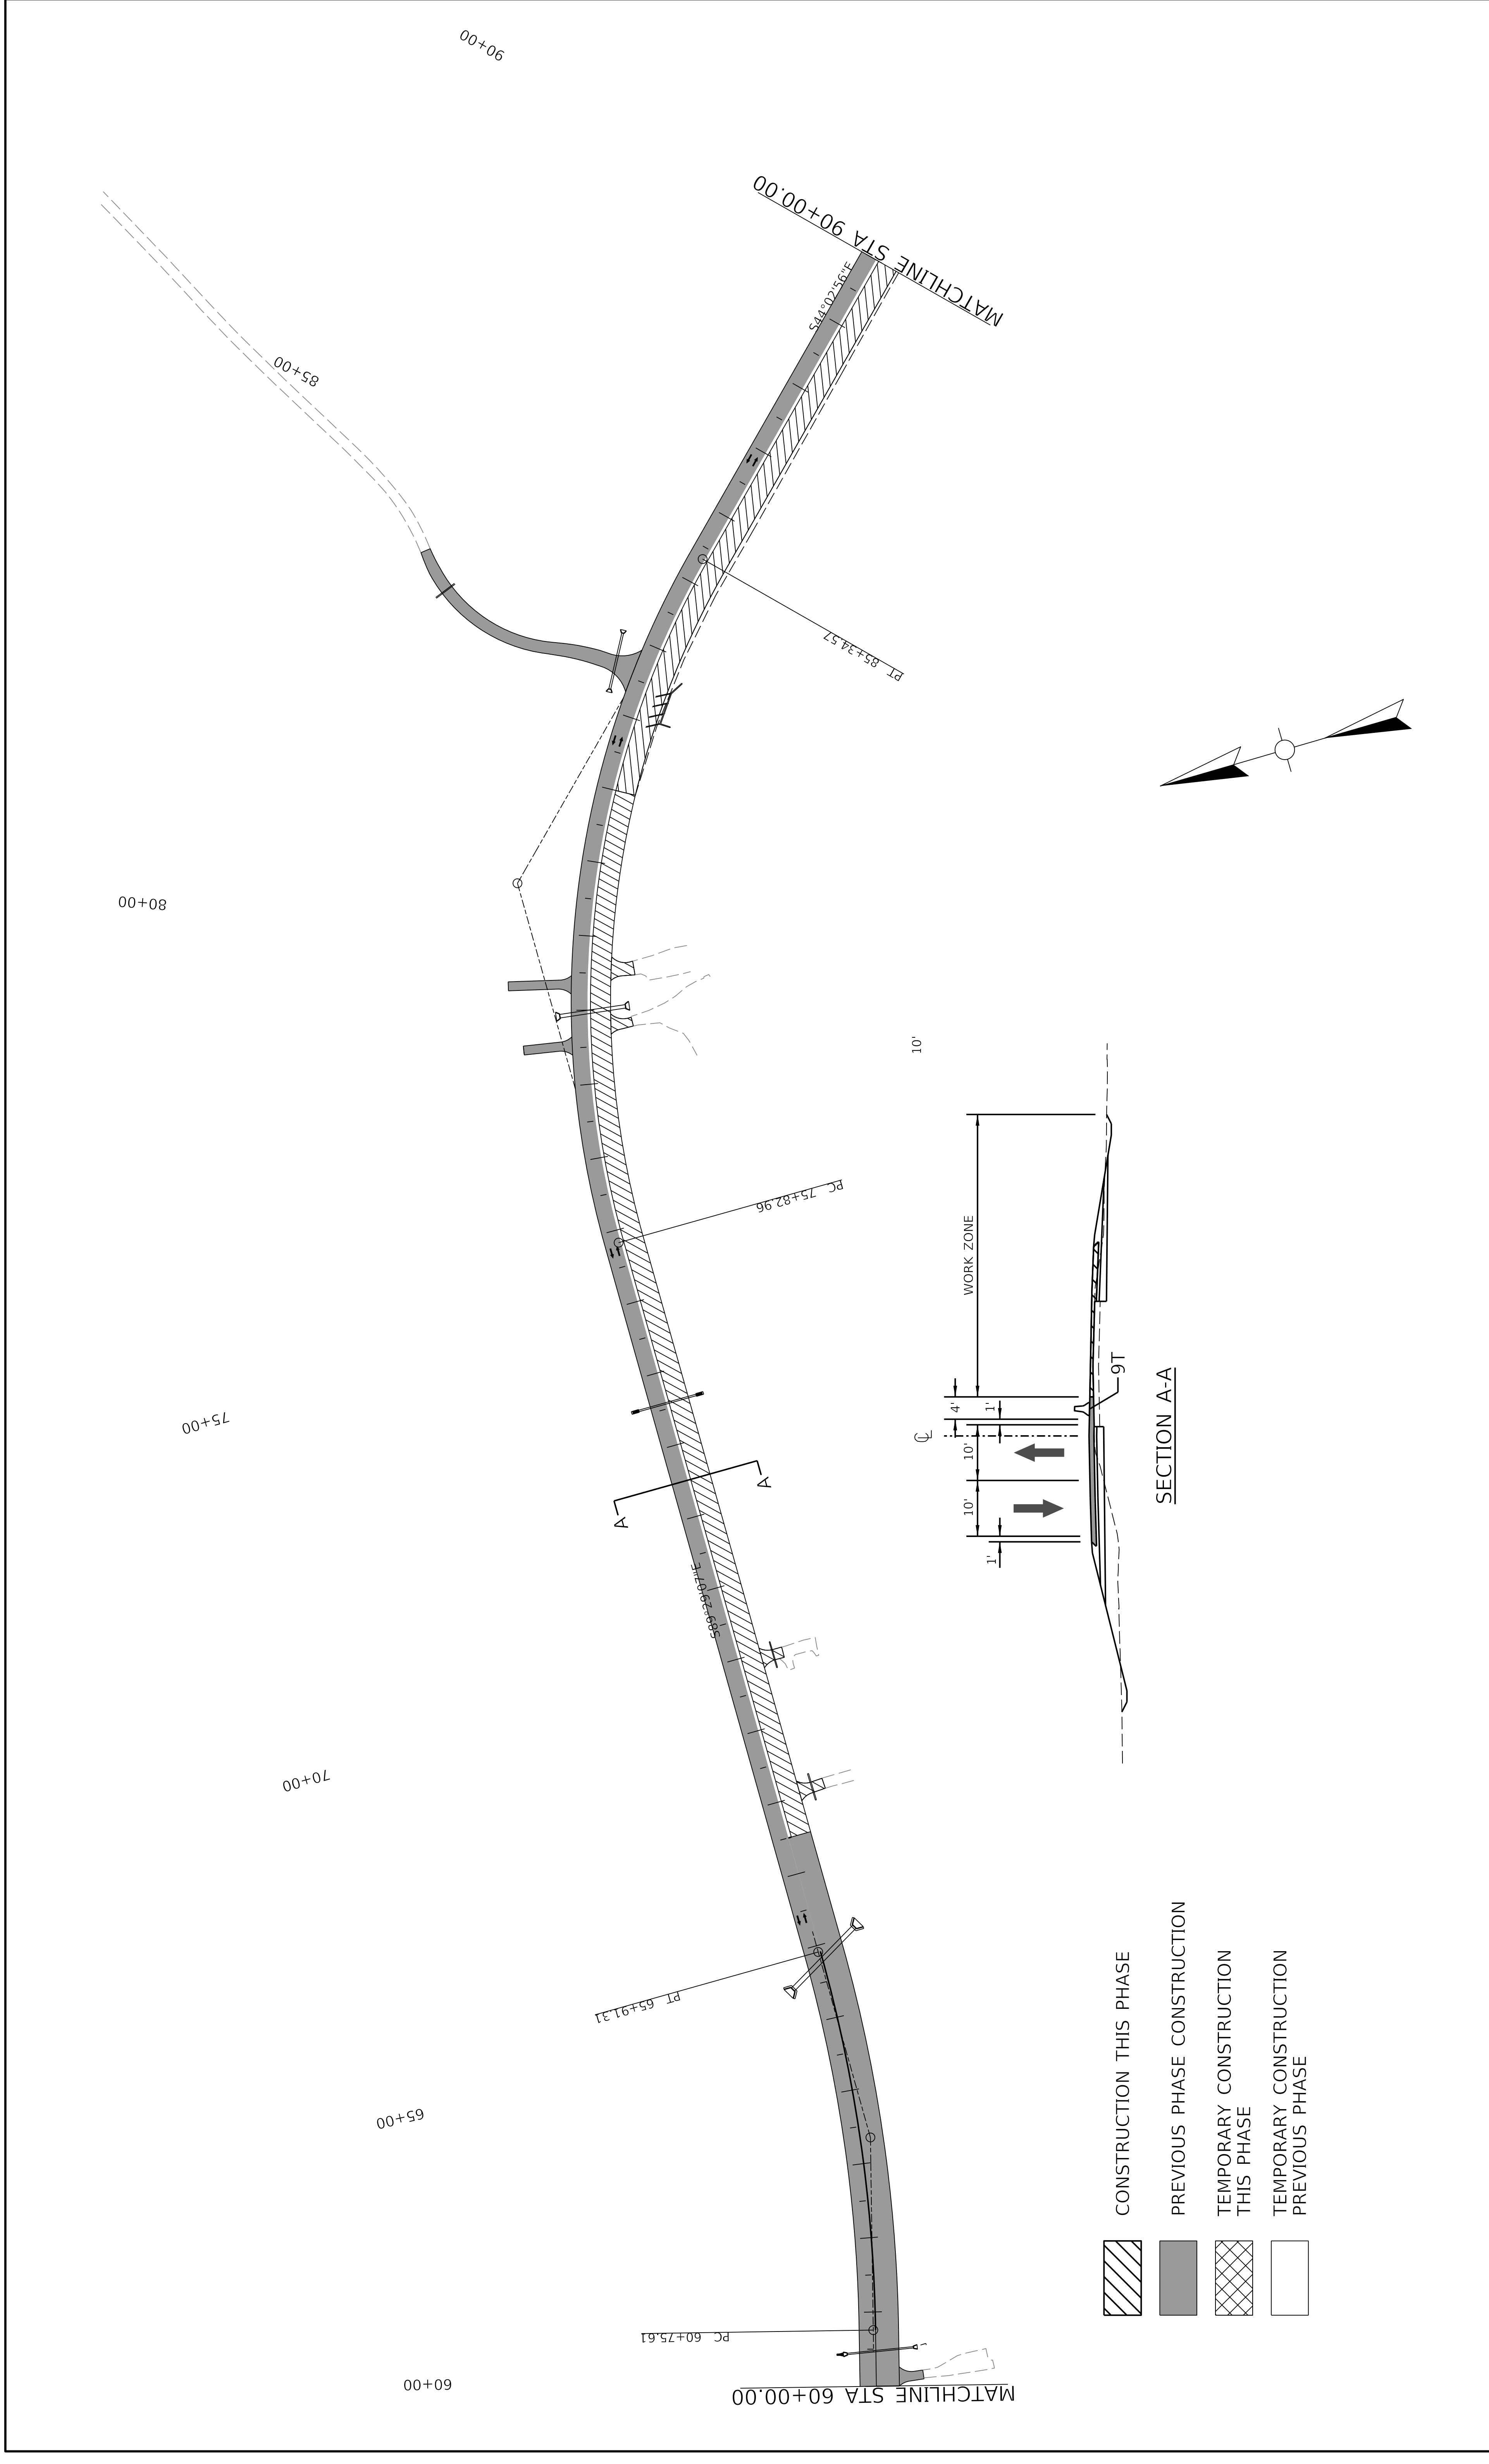 90+00
MATCHLINE STA 90+00.00
S44°02'56"E
85+00
PT 85+34.57
80+00
10'
PC 75+82.96
WORK ZONE
75+00
9T
4'
1'
℄
10'
10'
1'
SECTION A-A
A
A
S89°29'07"E
70+00
PT 65+91.31
65+00
PC 60+75.61
60+00
MATCHLINE STA 60+00.00
CONSTRUCTION THIS PHASE
PREVIOUS PHASE CONSTRUCTION
TEMPORARY CONSTRUCTION
THIS PHASE
TEMPORARY CONSTRUCTION
PREVIOUS PHASE